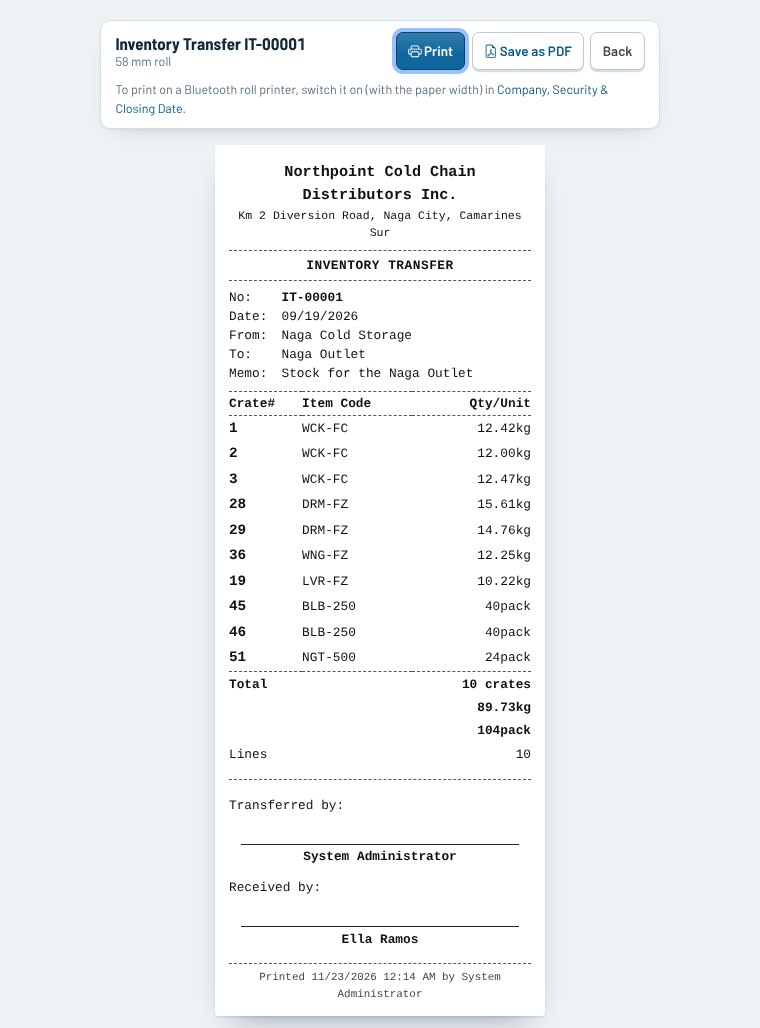 Inventory Transfer IT-00001
58 mm roll
Print
Save as PDF
Back
To print on a Bluetooth roll printer, switch it on (with the paper width) in Company, Security &
Closing Date.
Northpoint Cold Chain
Distributors Inc.
Km 2 Diversion Road, Naga City, Camarines
Sur
INVENTORY TRANSFER
No: IT-00001
Date: 09/19/2026
From: Naga Cold Storage
To: Naga Outlet
Memo: Stock for the Naga Outlet
Crate# Item Code Qty/Unit
1 WCK-FC 12.42kg
2 WCK-FC 12.00kg
3 WCK-FC 12.47kg
28 DRM-FZ 15.61kg
29 DRM-FZ 14.76kg
36 WNG-FZ 12.25kg
19 LVR-FZ 10.22kg
45 BLB-250 40pack
46 BLB-250 40pack
51 NGT-500 24pack
Total 10 crates
89.73kg
104pack
Lines 10
Transferred by:
System Administrator
Received by:
Ella Ramos
Printed 11/23/2026 12:14 AM by System
Administrator